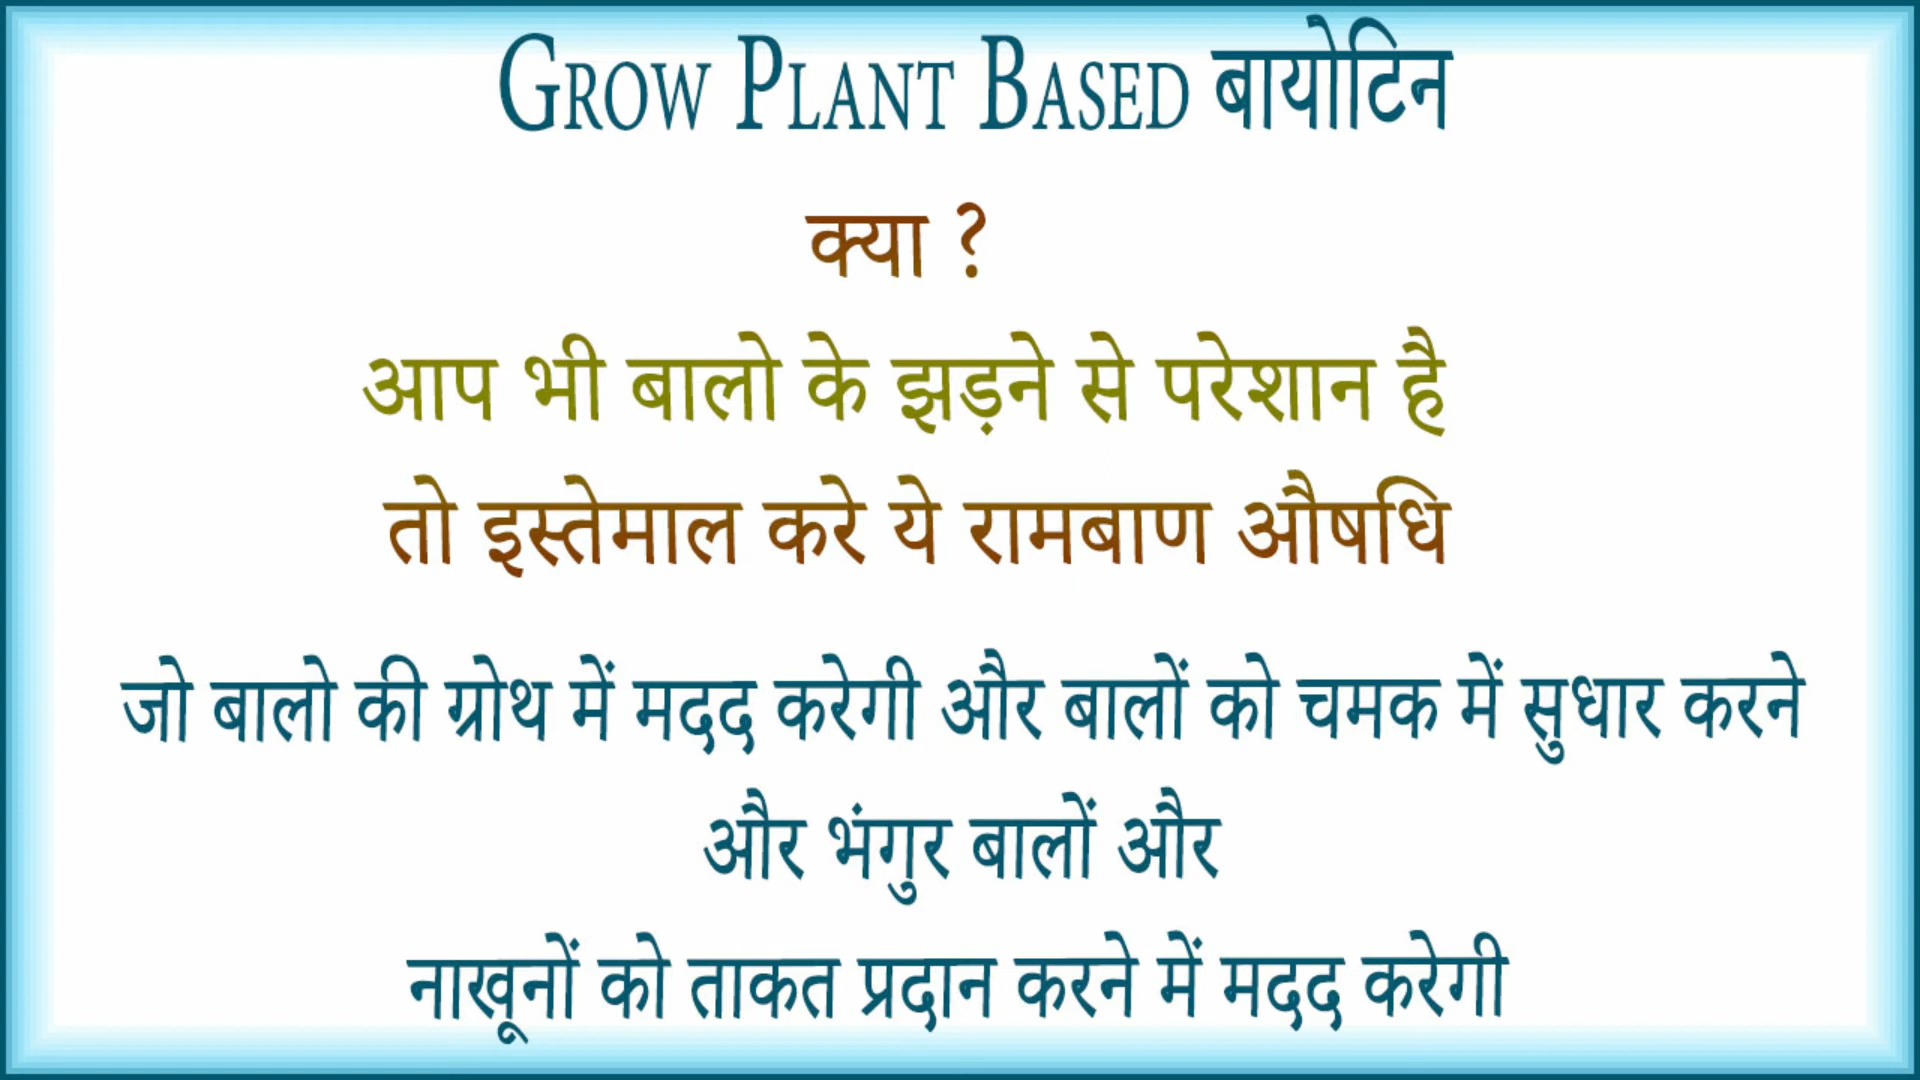 Grow Plant Based बायोटिन
क्या ?
आप भी बालो के झड़ने से परेशान है
तो इस्तेमाल करे ये रामबाण औषधि
जो बालो की ग्रोथ में मदद करेगी और बालों को चमक में सुधार करने
और भंगुर बालों और
नाखूनों को ताकत प्रदान करने में मदद करेगी